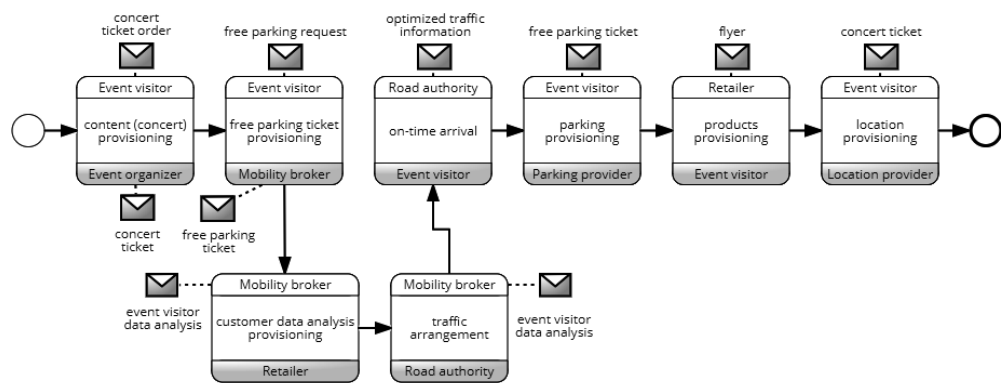 concert
ticket order
free parking request
optimized traffic
information
free parking ticket
flyer
concert ticket
Event visitor
content (concert)
provisioning
Event organizer
Event visitor
free parking ticket
provisioning
Mobility broker
Road authority
on-time arrival
Event visitor
Event visitor
parking
provisioning
Parking provider
Retailer
products
provisioning
Event visitor
Event visitor
location
provisioning
Location provider
concert
ticket
free parking
ticket
event visitor
data analysis
Mobility broker
customer data analysis
provisioning
Retailer
Mobility broker
traffic
arrangement
Road authority
event visitor
data analysis